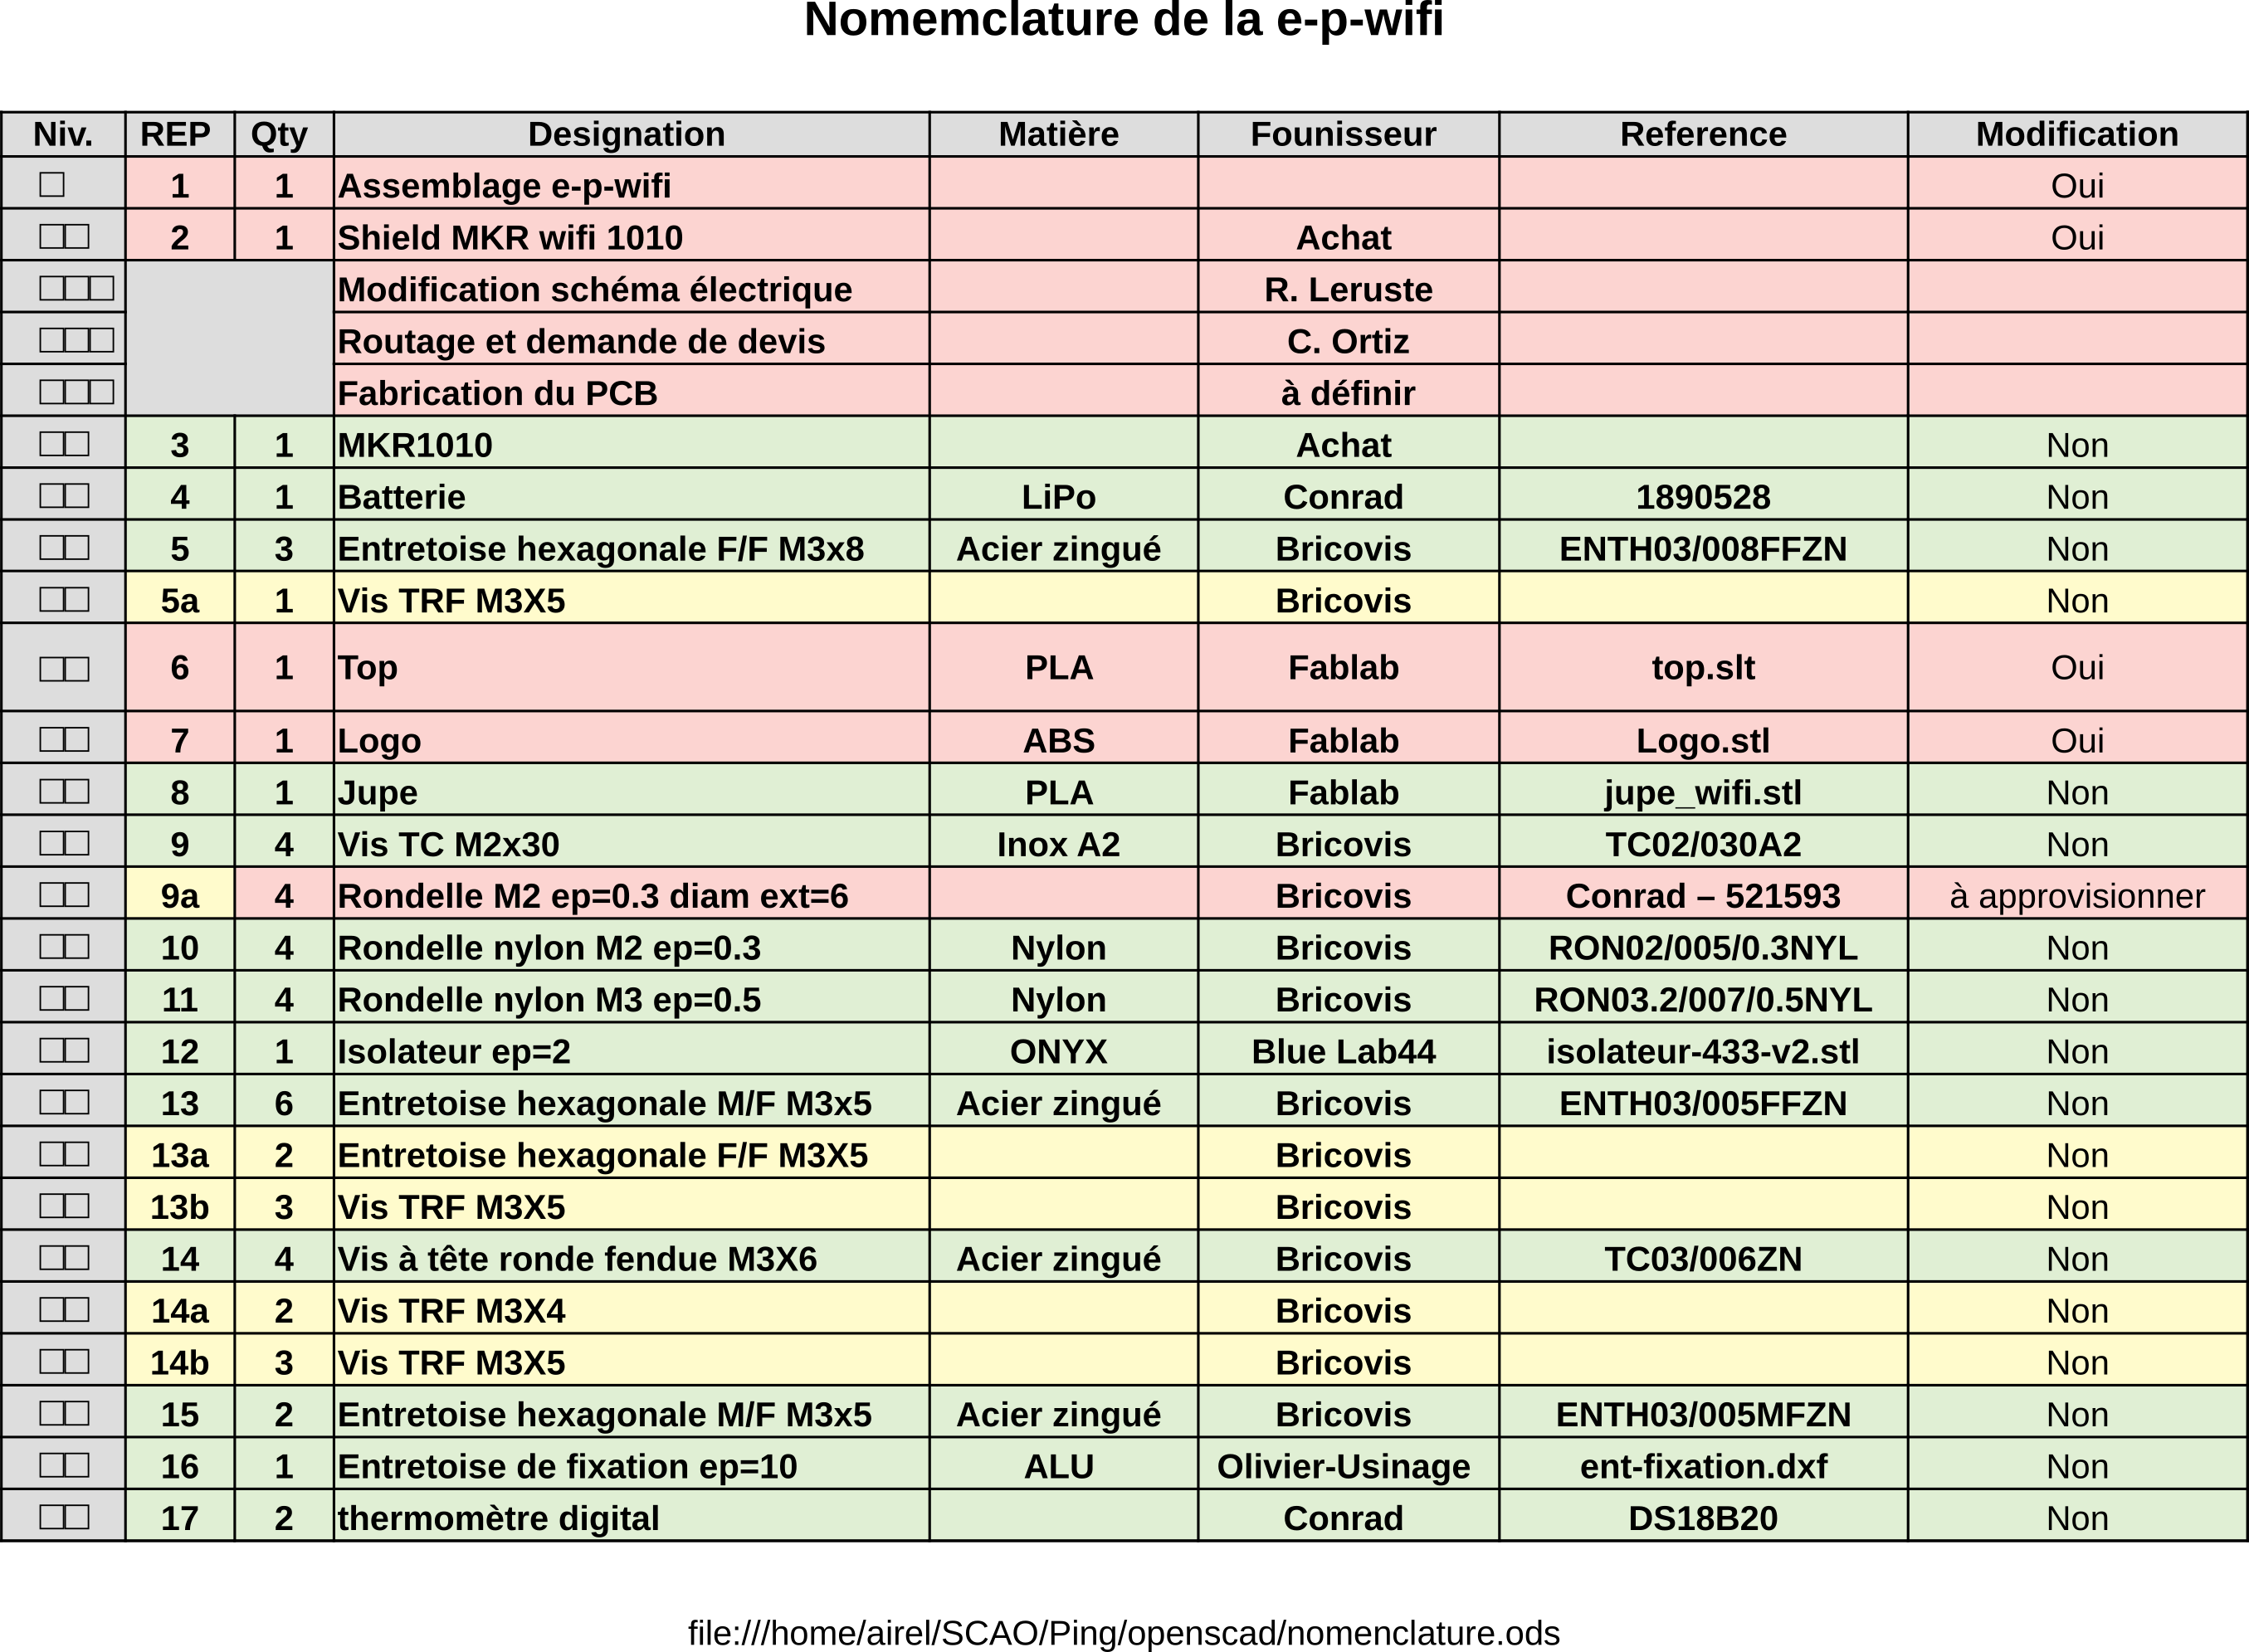 Nomemclature de la e-p-wifi
Niv. REP Qty Designation Matière Founisseur Reference Modification
□ 1 1 Assemblage e-p-wifi Oui
□□ 2 1 Shield MKR wifi 1010 Achat Oui
□□□ Modification schéma électrique R. Leruste
□□□ Routage et demande de devis C. Ortiz
□□□ Fabrication du PCB à définir
□□ 3 1 MKR1010 Achat Non
□□ 4 1 Batterie LiPo Conrad 1890528 Non
□□ 5 3 Entretoise hexagonale F/F M3x8 Acier zingué Bricovis ENTH03/008FFZN Non
□□ 5a 1 Vis TRF M3X5 Bricovis Non
□□ 6 1 Top PLA Fablab top.slt Oui
□□ 7 1 Logo ABS Fablab Logo.stl Oui
□□ 8 1 Jupe PLA Fablab jupe_wifi.stl Non
□□ 9 4 Vis TC M2x30 Inox A2 Bricovis TC02/030A2 Non
□□ 9a 4 Rondelle M2 ep=0.3 diam ext=6 Bricovis Conrad – 521593 à approvisionner
□□ 10 4 Rondelle nylon M2 ep=0.3 Nylon Bricovis RON02/005/0.3NYL Non
□□ 11 4 Rondelle nylon M3 ep=0.5 Nylon Bricovis RON03.2/007/0.5NYL Non
□□ 12 1 Isolateur ep=2 ONYX Blue Lab44 isolateur-433-v2.stl Non
□□ 13 6 Entretoise hexagonale M/F M3x5 Acier zingué Bricovis ENTH03/005FFZN Non
□□ 13a 2 Entretoise hexagonale F/F M3X5 Bricovis Non
□□ 13b 3 Vis TRF M3X5 Bricovis Non
□□ 14 4 Vis à tête ronde fendue M3X6 Acier zingué Bricovis TC03/006ZN Non
□□ 14a 2 Vis TRF M3X4 Bricovis Non
□□ 14b 3 Vis TRF M3X5 Bricovis Non
□□ 15 2 Entretoise hexagonale M/F M3x5 Acier zingué Bricovis ENTH03/005MFZN Non
□□ 16 1 Entretoise de fixation ep=10 ALU Olivier-Usinage ent-fixation.dxf Non
□□ 17 2 thermomètre digital Conrad DS18B20 Non
file:///home/airel/SCAO/Ping/openscad/nomenclature.ods